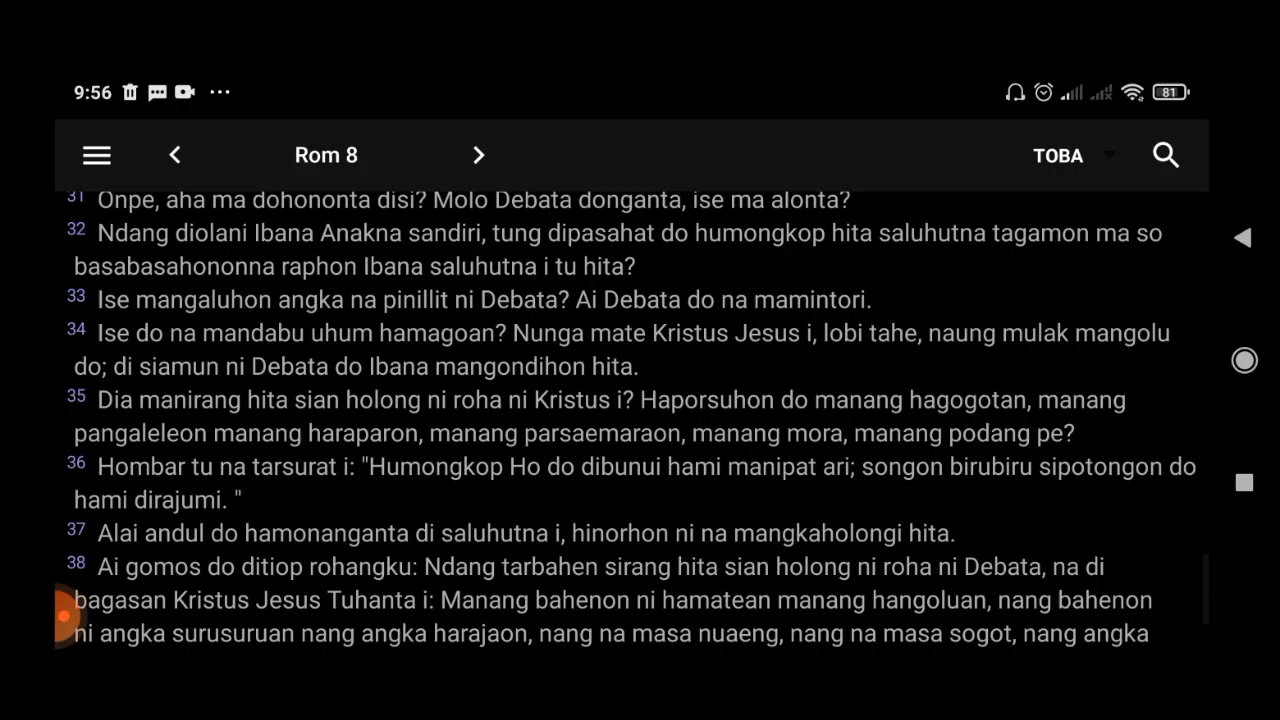 9:56
81
Rom 8
TOBA
31 Onpe, aha ma dohononta disi? Molo Debata donganta, ise ma alonta?
32 Ndang diolani Ibana Anakna sandiri, tung dipasahat do humongkop hita saluhutna tagamon ma so
basabasahononna raphon Ibana saluhutna i tu hita?
33 Ise mangaluhon angka na pinillit ni Debata? Ai Debata do na mamintori.
34 Ise do na mandabu uhum hamagoan? Nunga mate Kristus Jesus i, lobi tahe, naung mulak mangolu
do; di siamun ni Debata do Ibana mangondihon hita.
35 Dia manirang hita sian holong ni roha ni Kristus i? Haporsuhon do manang hagogotan, manang
pangaleleon manang haraparon, manang parsaemaraon, manang mora, manang podang pe?
36 Hombar tu na tarsurat i: "Humongkop Ho do dibunui hami manipat ari; songon birubiru sipotongon do
hami dirajumi. "
37 Alai andul do hamonanganta di saluhutna i, hinorhon ni na mangkaholongi hita.
38 Ai gomos do ditiop rohangku: Ndang tarbahen sirang hita sian holong ni roha ni Debata, na di
bagasan Kristus Jesus Tuhanta i: Manang bahenon ni hamatean manang hangoluan, nang bahenon
ni angka surusuruan nang angka harajaon, nang na masa nuaeng, nang na masa sogot, nang angka